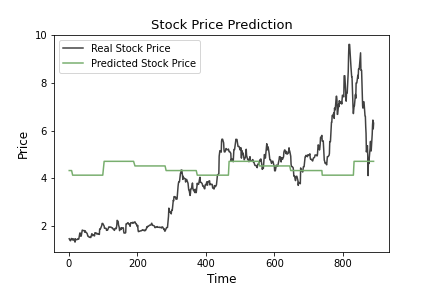 Stock Price Prediction
10
8
6
4
2
Price
Real Stock Price
Predicted Stock Price
0 200 400 600 800
Time